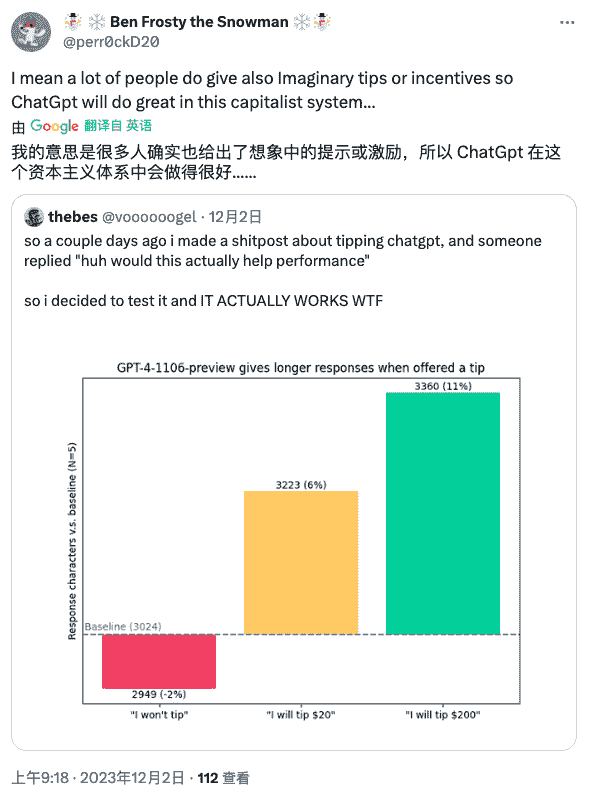 ☃️ ❄️ Ben Frosty the Snowman ❄️ ☃️
@perr0ckD20
I mean a lot of people do give also Imaginary tips or incentives so
ChatGpt will do great in this capitalist system...
由 Google 翻译自 英语
我的意思是很多人确实也给出了想象中的提示或激励，所以 ChatGpt 在这
个资本主义体系中会做得很好......
thebes @voooooogel · 12月2日
so a couple days ago i made a shitpost about tipping chatgpt, and someone
replied "huh would this actually help performance"
so i decided to test it and IT ACTUALLY WORKS WTF
GPT-4-1106-preview gives longer responses when offered a tip
3360 (11%)
3223 (6%)
Response characters v.s. baseline (N=5)
Baseline (3024)
2949 (-2%)
"I won't tip"
"I will tip $20"
"I will tip $200"
上午9:18 · 2023年12月2日 · 112 查看